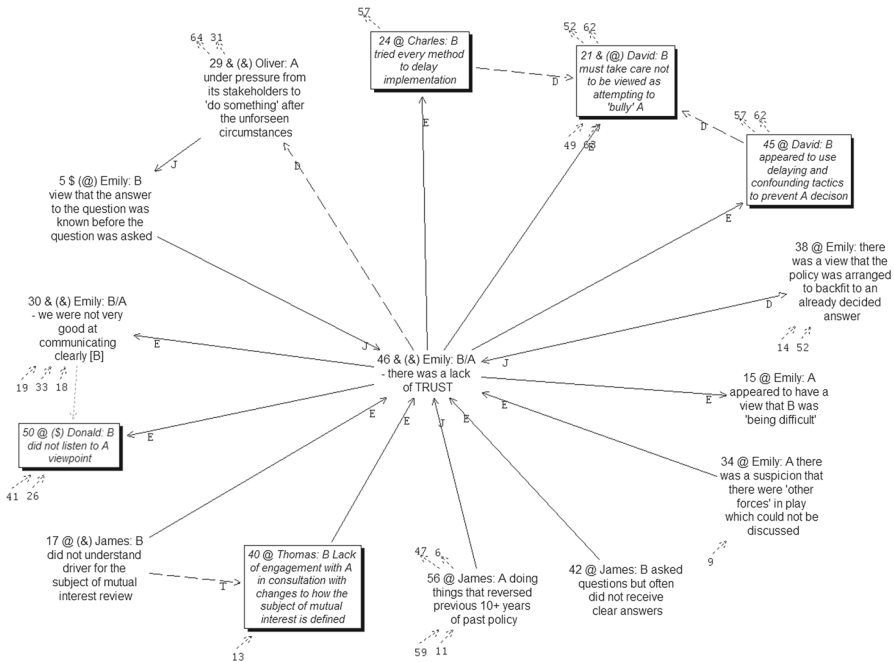 57
24 @ Charles: B
tried every method
to delay
implementation
52 62
21 & (@) David: B
must take care not
to be viewed as
attempting to
'bully' A
64 31
29 & (&) Oliver: A
under pressure from
its stakeholders to
'do something' after
the unforseen
circumstances
D
E
49
E
57 62
D
45 @ David: B
appeared to use
delaying and
confounding tactics
to prevent A decison
J
D
5 $ (@) Emily: B
view that the answer
to the question was
known before the
question was asked
E
38 @ Emily: there
was a view that the
policy was arranged
to backfit to an
already decided
answer
D
14 52
30 & (&) Emily: B/A
- we were not very
good at
communicating
clearly [B]
19 33 18
E
J
J
46 & (&) Emily: B/A
- there was a lack
of TRUST
E
15 @ Emily: A
appeared to have a
view that B was
'being difficult'
50 @ ($) Donald: B
did not listen to A
viewpoint
E
41 26
E
E
J
E
E
34 @ Emily: A there
was a suspicion that
there were 'other
forces' in play
which could not be
discussed
9
17 @ (&) James: B
did not understand
driver for the
subject of mutual
interest review
T
40 @ Thomas: B Lack
of engagement with A
in consultation with
changes to how the
subject of mutual
interest is defined
13
47 6
56 @ James: A doing
things that reversed
previous 10+ years
of past policy
59 11
42 @ James: B asked
questions but often
did not receive
clear answers